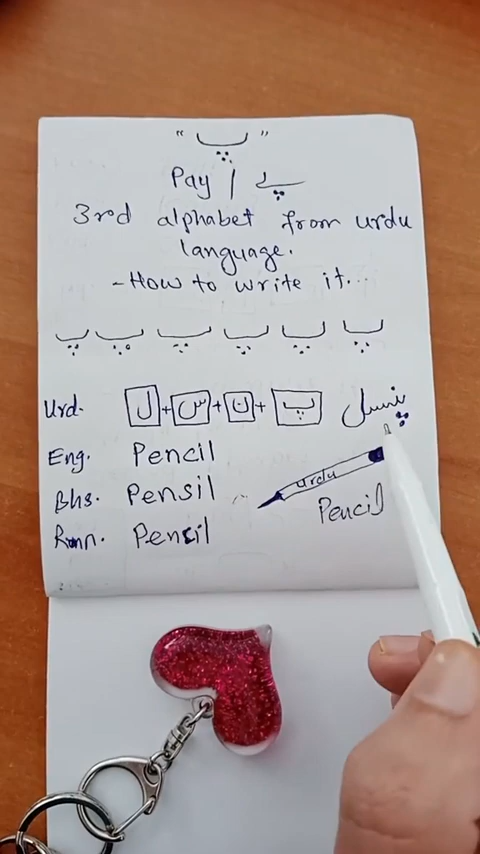 "پ"
Pay / پے
3rd alphabet from urdu
language.
- How to write it...
پ پ پ پ پ پ
Urd. ل + س + ن + پ پنسل
Eng. Pencil
Bhs. Pensil
Rmn. Pencil
urdu
Pencil